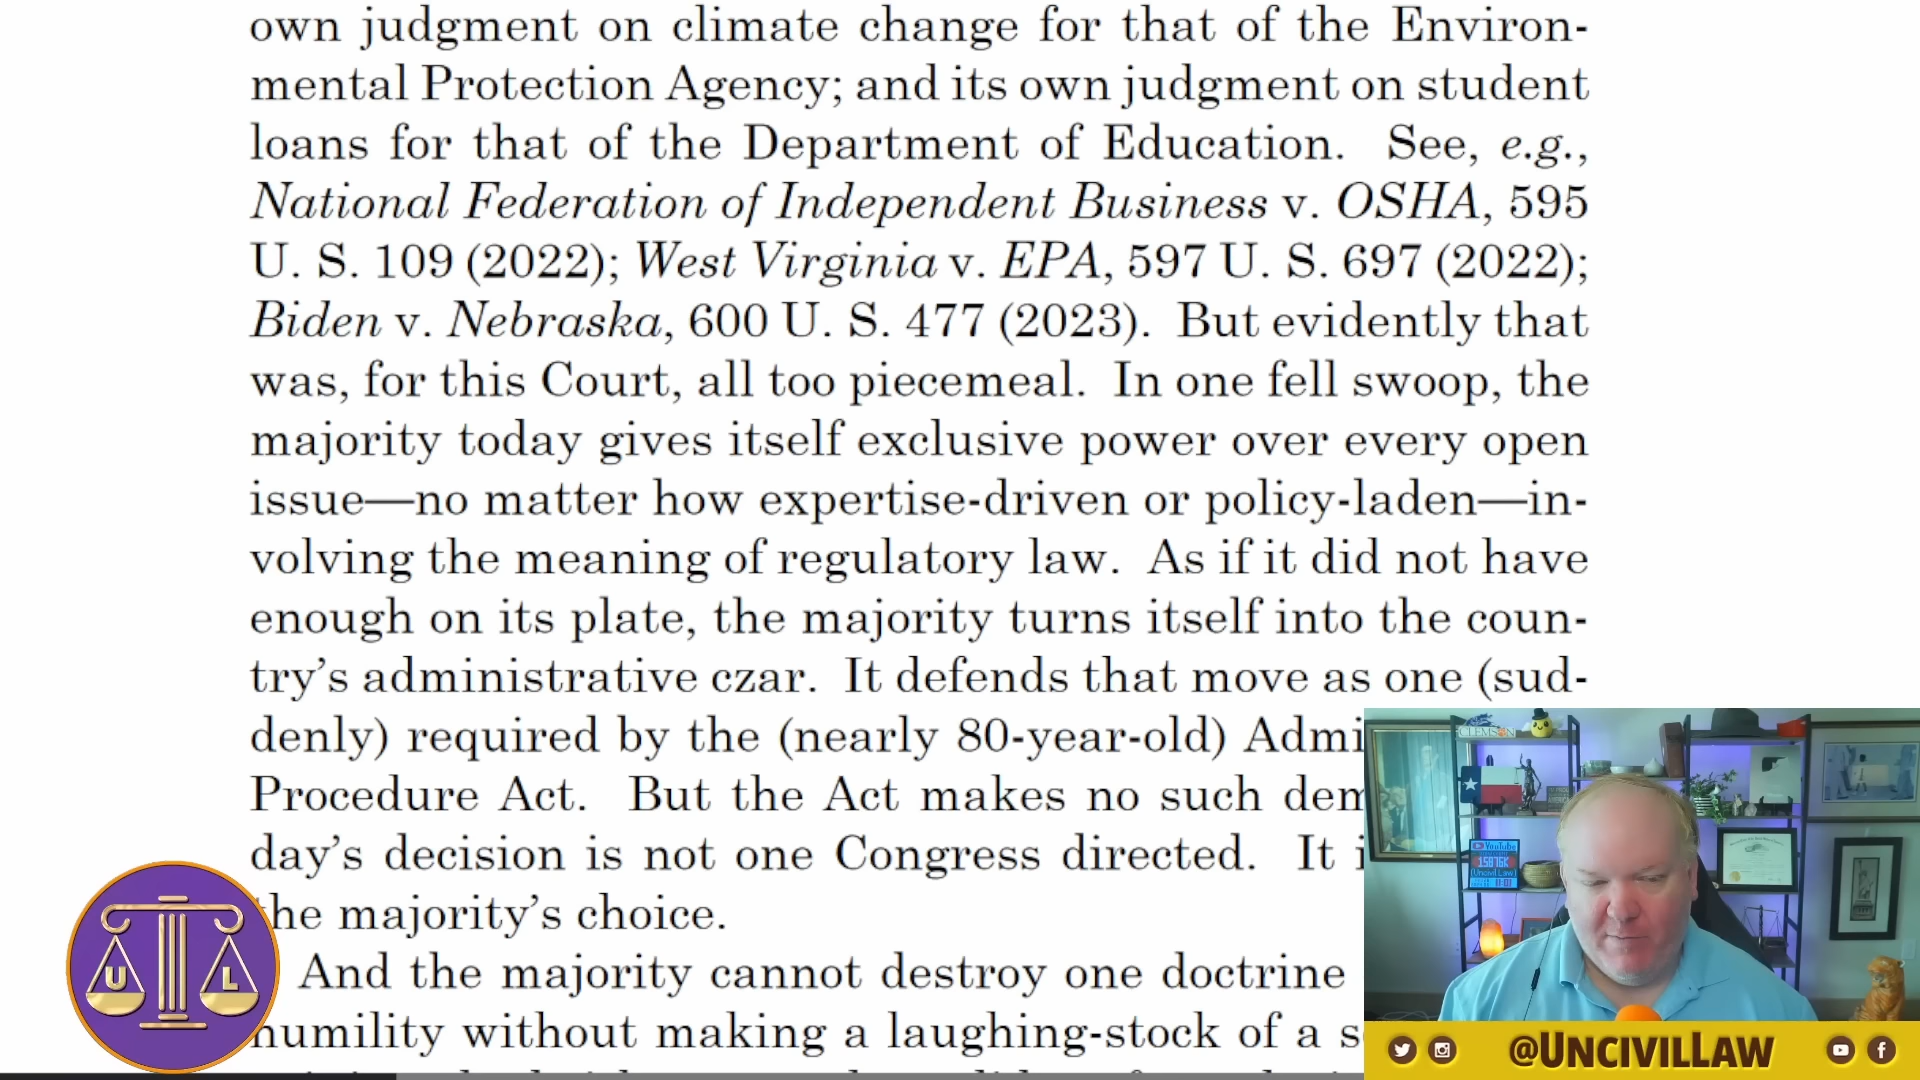 own judgment on climate change for that of the Environ-
mental Protection Agency; and its own judgment on student
loans for that of the Department of Education. See, e.g.,
National Federation of Independent Business v. OSHA, 595
U. S. 109 (2022); West Virginia v. EPA, 597 U. S. 697 (2022);
Biden v. Nebraska, 600 U. S. 477 (2023). But evidently that
was, for this Court, all too piecemeal. In one fell swoop, the
majority today gives itself exclusive power over every open
issue—no matter how expertise-driven or policy-laden—in-
volving the meaning of regulatory law. As if it did not have
enough on its plate, the majority turns itself into the coun-
try’s administrative czar. It defends that move as one (sud-
denly) required by the (nearly 80-year-old) Admi
Procedure Act. But the Act makes no such dem
day’s decision is not one Congress directed. It i
the majority’s choice.
And the majority cannot destroy one doctrine
humility without making a laughing-stock of a s
U L
CLEMSON
YouTube
@UNCIVILLAW